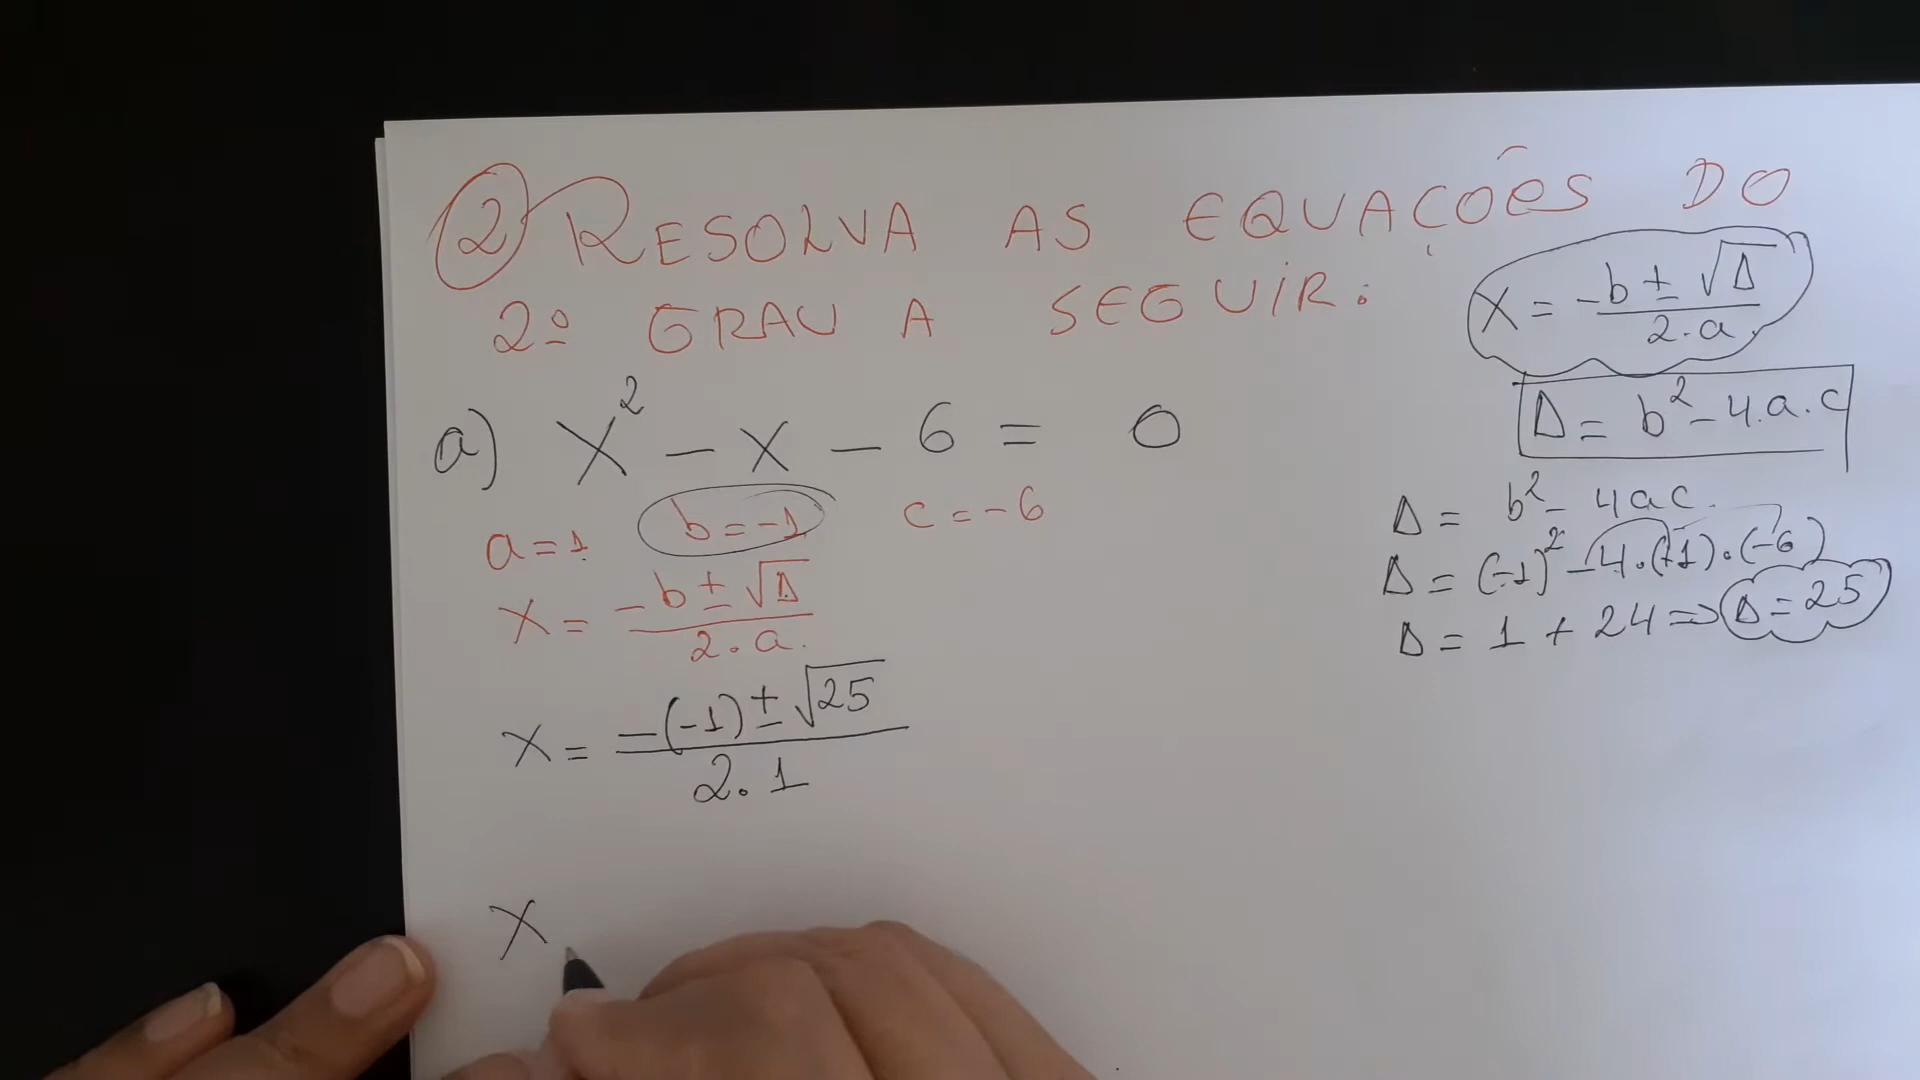 ② RESOLVA AS EQUAÇÕES DO
2º GRAU A SEGUIR:
x = -b ± √Δ / 2.a
Δ = b² - 4.a.c
a) x² - x - 6 = 0
a = 1 b = -1 c = -6
x = -b ± √Δ / 2.a.
x = -(-1) ± √25 / 2.1
x
Δ = b² - 4ac.
Δ = (-1)² - 4.(+1).(-6)
Δ = 1 + 24 => Δ = 25